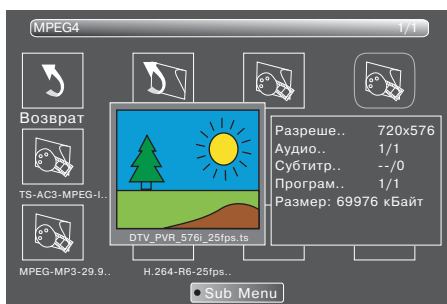 MPEG4 1/1
Возврат
Разреше.. 720x576
Аудио.. 1/1
Субтитр.. --/0
Програм.. 1/1
Размер: 69976 кБайт
TS-AC3-MPEG-I..
DTV_PVR_576i_25fps.ts
MPEG-MP3-29.9.. H.264-R6-25fps..
Sub Menu